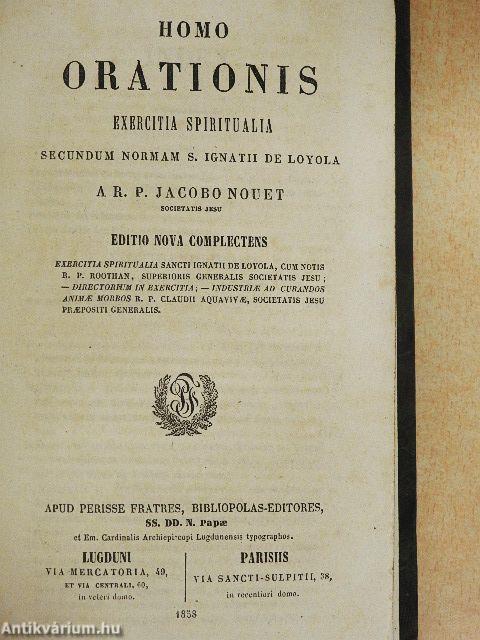 HOMO
ORATIONIS
EXERCITIA SPIRITUALIA
SECUNDUM NORMAM S. IGNATII DE LOYOLA
A R. P. JACOBO NOUET
SOCIETATIS JESU
EDITIO NOVA COMPLECTENS
EXERCITIA SPIRITUALIA SANCTI IGNATII DE LOYOLA, CUM NOTIS
R. P. ROOTHAN, SUPERIORIS GENERALIS SOCIETATIS JESU;
— DIRECTORIUM IN EXERCITIA; — INDUSTRIÆ AD CURANDOS
ANIMÆ MORBOS R. P. CLAUDII AQUAVIVÆ, SOCIETATIS JESU
PRÆPOSITI GENERALIS.
APUD PERISSE FRATRES, BIBLIOPOLAS-EDITORES,
SS. DD. N. Papæ
et Em. Cardinalis Archiepiscopi Lugdunensis typographos.
LUGDUNI
VIA MERCATORIA, 49,
ET VIA CENTRALI, 60,
in veteri domo.
PARISIIS
VIA SANCTI-SULPITII, 38,
in recentiori domo.
1858
Antikvárium.hu